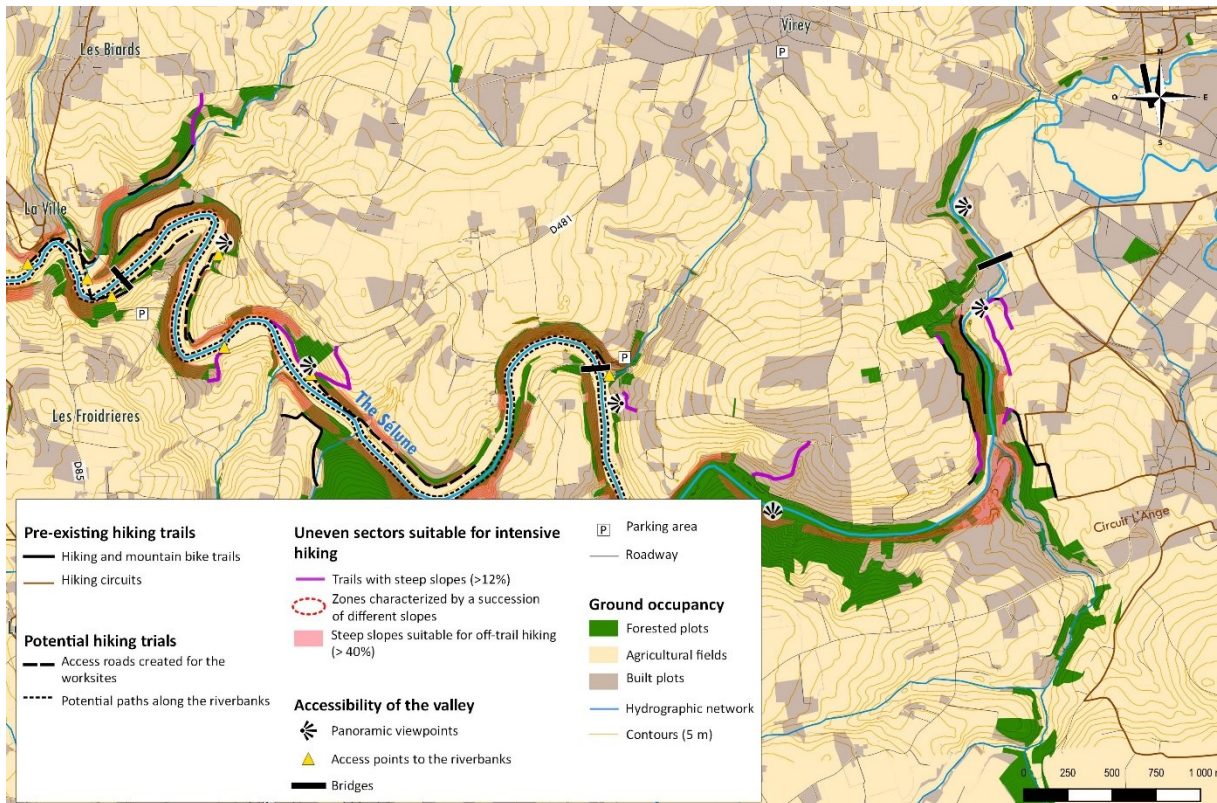 Les Biards
Virey
P
N
O
E
S
La Ville
D481
P
P
Les Froidrieres
The Sélune
D85
Circuit L'Ange
Pre-existing hiking trails
Hiking and mountain bike trails
Hiking circuits
Potential hiking trials
Access roads created for the
worksites
Potential paths along the riverbanks
Uneven sectors suitable for intensive
hiking
Trails with steep slopes (>12%)
Zones characterized by a succession
of different slopes
Steep slopes suitable for off-trail hiking
(> 40%)
Accessibility of the valley
Panoramic viewpoints
Access points to the riverbanks
Bridges
P
Parking area
Roadway
Ground occupancy
Forested plots
Agricultural fields
Built plots
Hydrographic network
Contours (5 m)
0 250 500 750 1 000